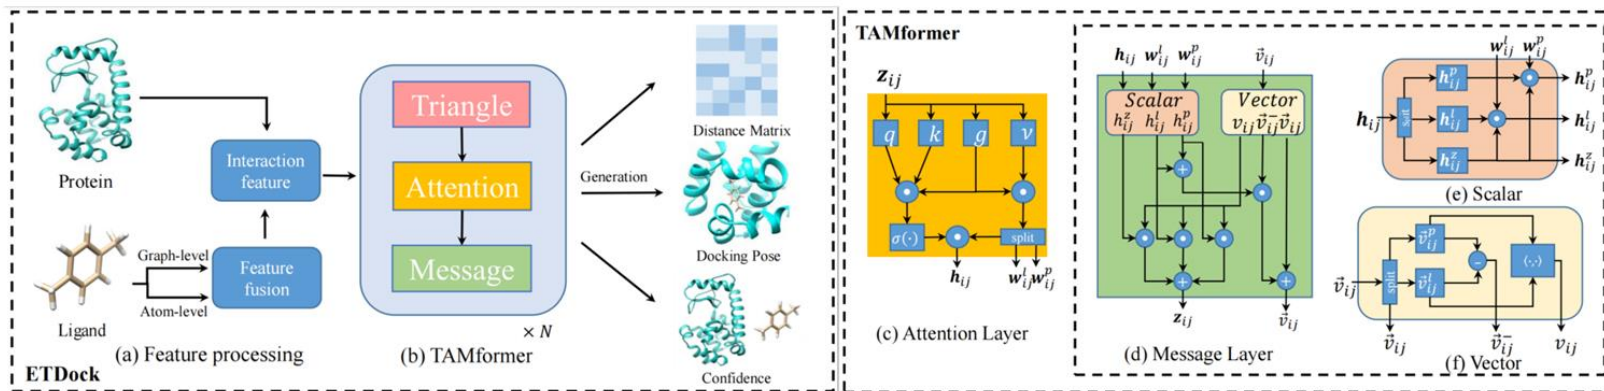 Protein
Ligand
Graph-level
Atom-level
Interaction
feature
Feature
fusion
(a) Feature processing
Triangle
Attention
Message
× N
(b) TAMformer
Generation
Distance Matrix
Docking Pose
Confidence
ETDock
TAMformer
z_ij
q k g v
σ(·)
split
h_ij w^l_ij w^p_ij
(c) Attention Layer
h_ij w^l_ij w^p_ij v⃗_ij
Scalar
h^z_ij h^l_ij h^p_ij
Vector
v_ij v⃗^-_ij v⃗_ij
+
+ +
z_ij v⃗_ij
(d) Message Layer
w^l_ij w^p_ij
h_ij
Split
h^p_ij h^p_ij
h^l_ij h^l_ij
h^z_ij h^z_ij
(e) Scalar
v⃗_ij
split
v⃗^p_ij
v⃗^l_ij
-
⟨·,·⟩
v⃗_ij v⃗^-_ij v_ij
(f) Vector